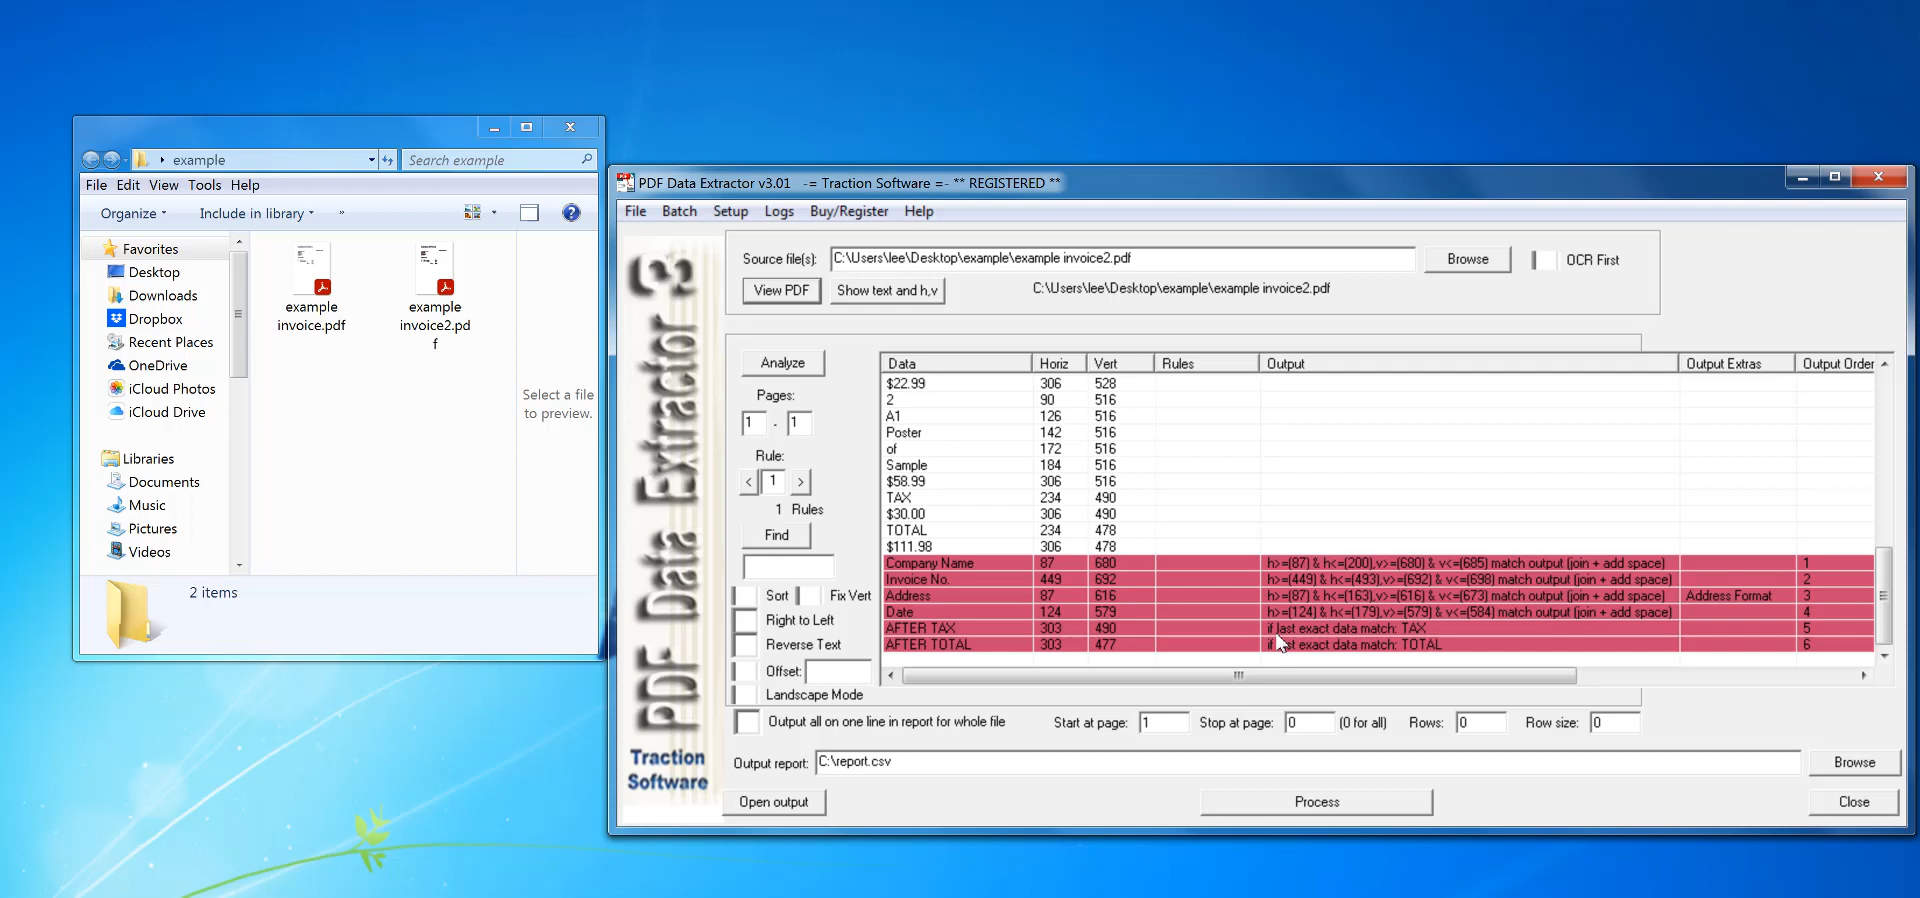 example
Search example
File Edit View Tools Help
Organize Include in library »
Favorites
Desktop
Downloads
Dropbox
Recent Places
OneDrive
iCloud Photos
iCloud Drive
Libraries
Documents
Music
Pictures
Videos
example
invoice.pdf
example
invoice2.pd
f
Select a file
to preview.
2 items
PDF Data Extractor v3.01 -= Traction Software =- ** REGISTERED **
File Batch Setup Logs Buy/Register Help
PDF Data Extractor 3
Traction
Software
Source file(s): C:\Users\lee\Desktop\example\example invoice2.pdf Browse OCR First
View PDF Show text and h,v C:\Users\lee\Desktop\example\example invoice2.pdf
Analyze
Pages:
1 - 1
Rule:
< 1 >
1 Rules
Find
Sort Fix Vert
Right to Left
Reverse Text
Offset:
Landscape Mode
Data Horiz Vert Rules Output Output Extras Output Order
$22.99 306 528
2 90 516
A1 126 516
Poster 142 516
of 172 516
Sample 184 516
$58.99 306 516
TAX 234 490
$30.00 306 490
TOTAL 234 478
$111.98 306 478
Company Name 87 680 h>=(87) & h<=(200),v>=(680) & v<=(685) match output (join + add space) 1
Invoice No. 449 692 h>=(449) & h<=(493),v>=(692) & v<=(698) match output (join + add space) 2
Address 87 616 h>=(87) & h<=(163),v>=(616) & v<=(673) match output (join + add space) Address Format 3
Date 124 579 h>=(124) & h<=(179),v>=(579) & v<=(584) match output (join + add space) 4
AFTER TAX 303 490 if last exact data match: TAX 5
AFTER TOTAL 303 477 if last exact data match: TOTAL 6
Output all on one line in report for whole file Start at page: 1 Stop at page: 0 (0 for all) Rows: 0 Row size: 0
Output report: C:\report.csv Browse
Open output Process Close